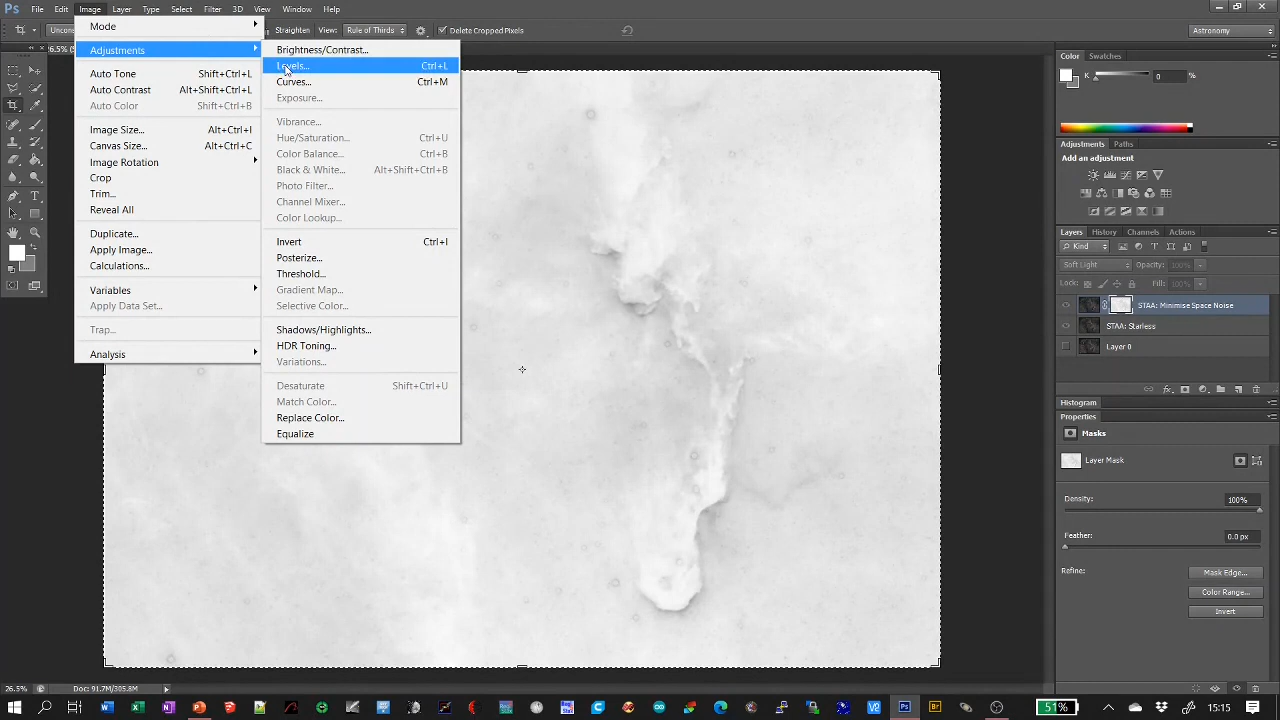 Ps File Edit Image Layer Type Select Filter 3D View Window Help
Straighten View: Rule of Thirds Delete Cropped Pixels Astronomy
Mode
Adjustments
Auto Tone Shift+Ctrl+L
Auto Contrast Alt+Shift+Ctrl+L
Auto Color Shift+Ctrl+B
Image Size... Alt+Ctrl+I
Canvas Size... Alt+Ctrl+C
Image Rotation
Crop
Trim...
Reveal All
Duplicate...
Apply Image...
Calculations...
Variables
Apply Data Set...
Trap...
Analysis
Brightness/Contrast...
Levels... Ctrl+L
Curves... Ctrl+M
Exposure...
Vibrance...
Hue/Saturation... Ctrl+U
Color Balance... Ctrl+B
Black & White... Alt+Shift+Ctrl+B
Photo Filter...
Channel Mixer...
Color Lookup...
Invert Ctrl+I
Posterize...
Threshold...
Gradient Map...
Selective Color...
Shadows/Highlights...
HDR Toning...
Variations...
Desaturate Shift+Ctrl+U
Match Color...
Replace Color...
Equalize
Color Swatches
K 0 %
Adjustments Paths
Add an adjustment
Layers History Channels Actions
Kind
Soft Light Opacity: 100%
Lock: Fill: 100%
STAA: Minimise Space Noise
STAA: Starless
Layer 0
Histogram
Properties
Masks
Layer Mask
Density: 100%
Feather: 0.0 px
Refine: Mask Edge...
Color Range...
Invert
26.5% Doc: 91.7M/305.8M
51% 15:15